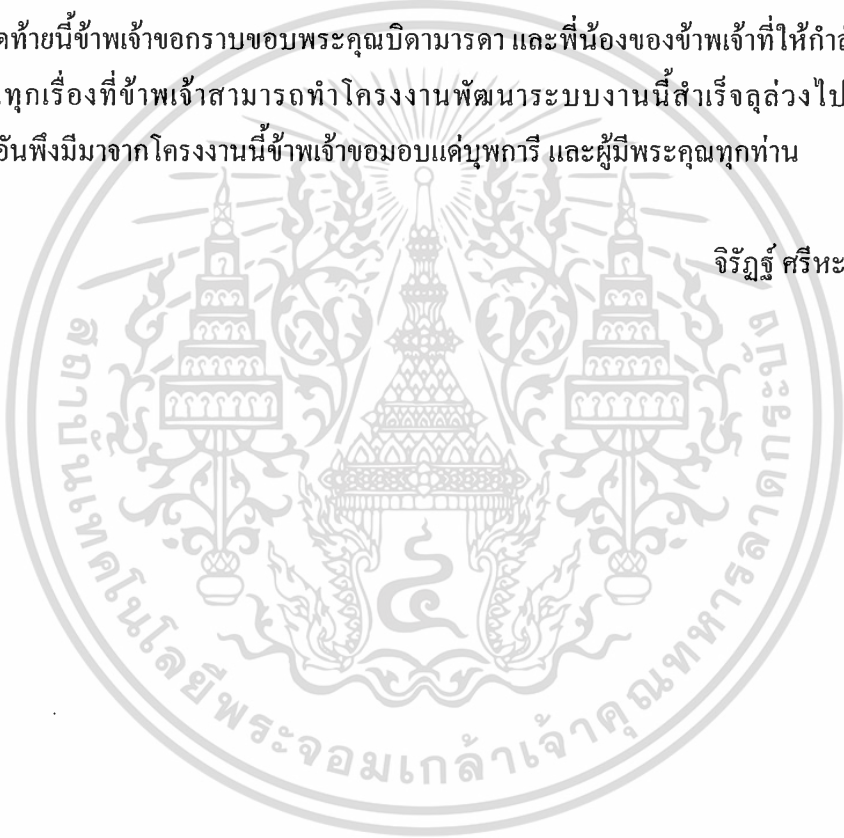 ดท้ายนี้ข้าพเจ้าขอกราบขอบพระคุณบิดามารดา และพี่น้องของข้าพเจ้าที่ให้กำลั
ทุกเรื่องที่ข้าพเจ้าสามารถทำโครงงานพัฒนาระบบงานนี้สำเร็จลุล่วงไป
อันพึงมีมาจากโครงงานนี้ข้าพเจ้าขอมอบแด่บุพการี และผู้มีพระคุณทุกท่าน
จิรัฏฐ์ ศรีหะ
สถาบันเทคโนโลยีพระจอมเกล้าเจ้าคุณทหารลาดกระบัง
๔